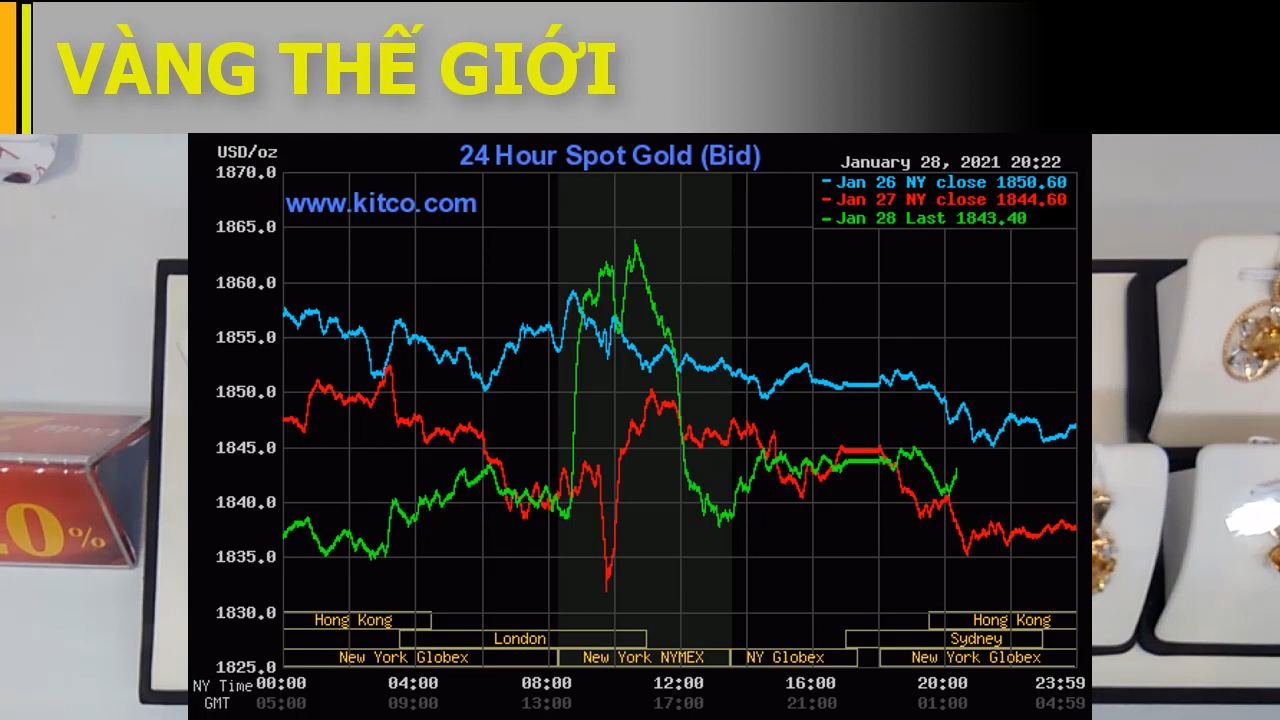 VÀNG THẾ GIỚI
USD/oz
24 Hour Spot Gold (Bid)
January 28, 2021 20:22
www.kitco.com
Jan 26 NY close 1850.60
Jan 27 NY close 1844.60
Jan 28 Last 1843.40
1870.0
1865.0
1860.0
1855.0
1850.0
1845.0
1840.0
1835.0
1830.0
1825.0
Hong Kong
Hong Kong
London
Sydney
New York Globex
New York NYMEX
NY Globex
New York Globex
NY Time 00:00 04:00 08:00 12:00 16:00 20:00 23:59
GMT 05:00 09:00 13:00 17:00 21:00 01:00 04:59
0%